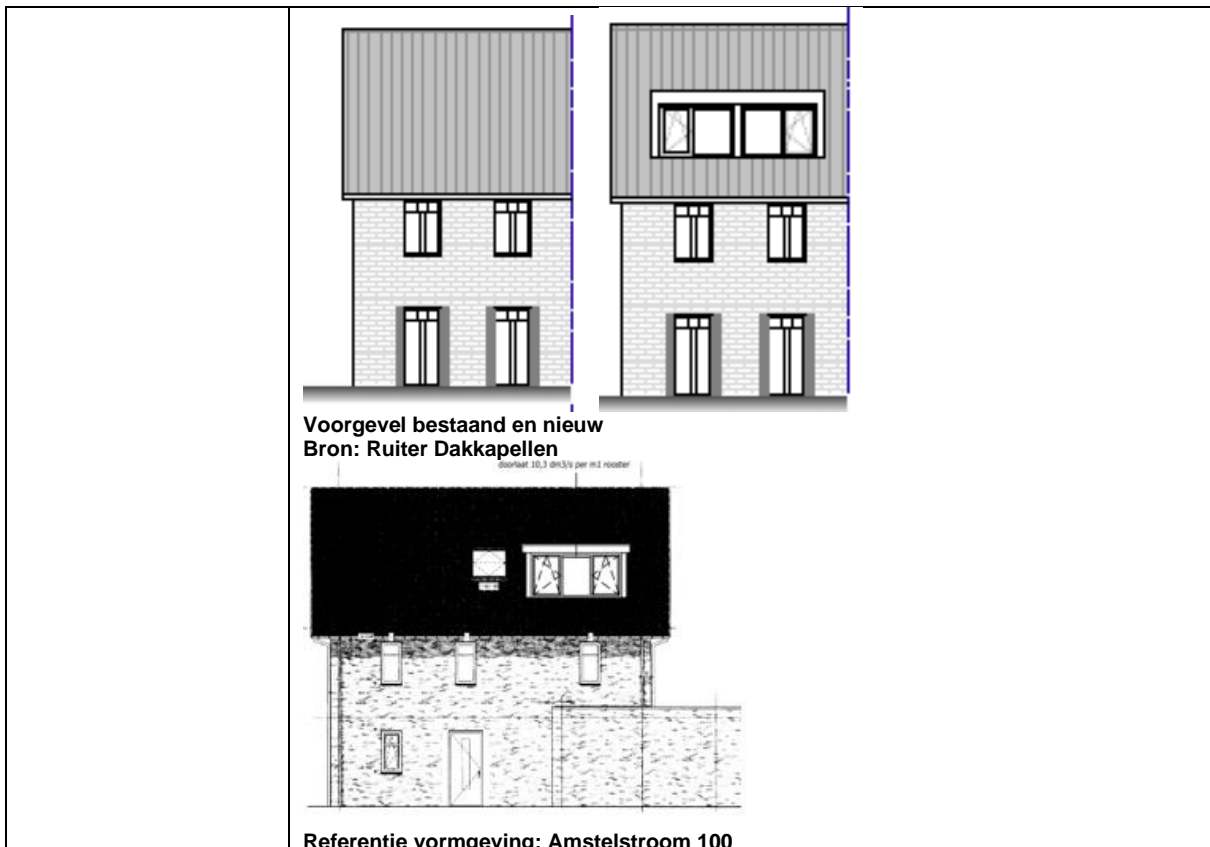 Voorgevel bestaand en nieuw
Bron: Ruiter Dakkapellen
doorlaat 10,3 dm3/s per m1 rooster
Referentie vormgeving: Amstelstroom 100